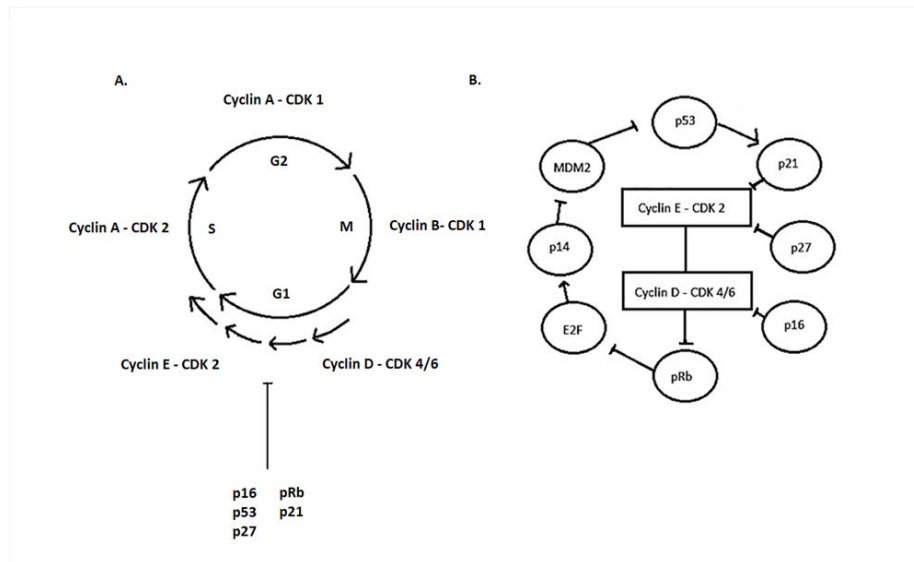 A.
Cyclin A - CDK 1
G2
Cyclin A - CDK 2
S
M
Cyclin B- CDK 1
G1
Cyclin E - CDK 2
Cyclin D - CDK 4/6
p16 pRb
p53 p21
p27
B.
p53
MDM2
p21
Cyclin E - CDK 2
p14
p27
Cyclin D - CDK 4/6
E2F
p16
pRb